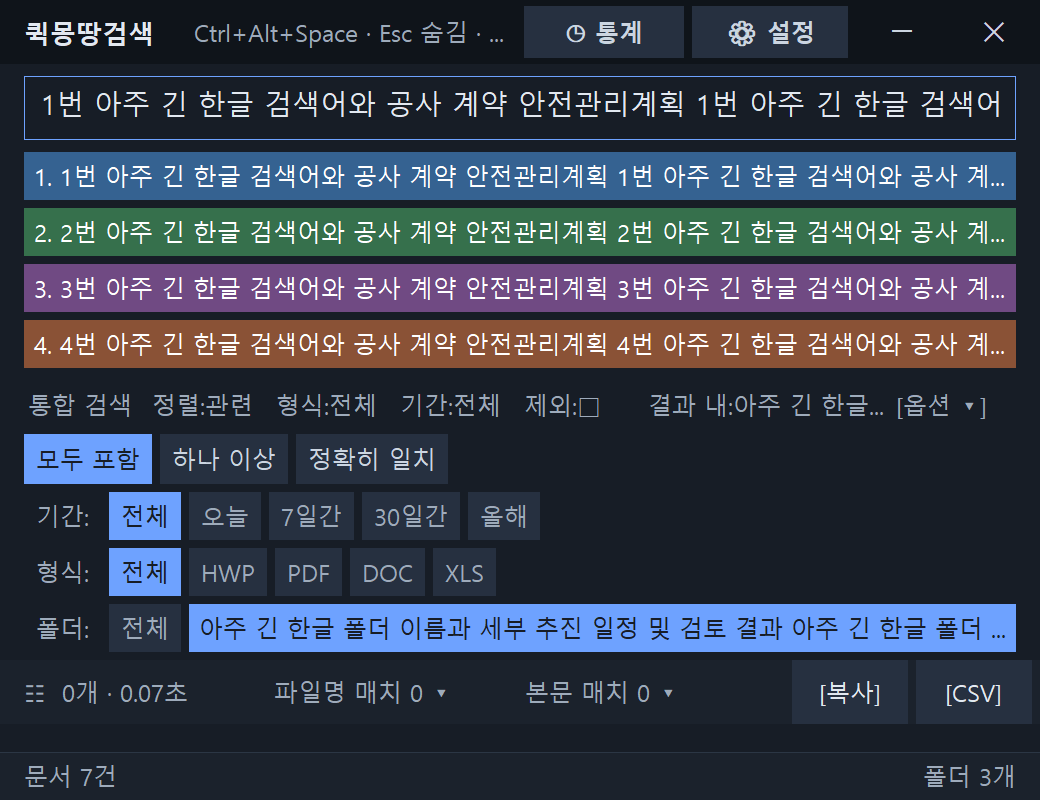 퀵몽땅검색 Ctrl+Alt+Space · Esc 숨김 · ... 통계 설정
1번 아주 긴 한글 검색어와 공사 계약 안전관리계획 1번 아주 긴 한글 검색어
1. 1번 아주 긴 한글 검색어와 공사 계약 안전관리계획 1번 아주 긴 한글 검색어와 공사 계...
2. 2번 아주 긴 한글 검색어와 공사 계약 안전관리계획 2번 아주 긴 한글 검색어와 공사 계...
3. 3번 아주 긴 한글 검색어와 공사 계약 안전관리계획 3번 아주 긴 한글 검색어와 공사 계...
4. 4번 아주 긴 한글 검색어와 공사 계약 안전관리계획 4번 아주 긴 한글 검색어와 공사 계...
통합 검색 정렬:관련 형식:전체 기간:전체 제외:□ 결과 내:아주 긴 한글... [옵션 ▾]
모두 포함 하나 이상 정확히 일치
기간: 전체 오늘 7일간 30일간 올해
형식: 전체 HWP PDF DOC XLS
폴더: 전체 아주 긴 한글 폴더 이름과 세부 추진 일정 및 검토 결과 아주 긴 한글 폴더 ...
☷ 0개 · 0.07초 파일명 매치 0 ▾ 본문 매치 0 ▾ [복사] [CSV]
문서 7건 폴더 3개